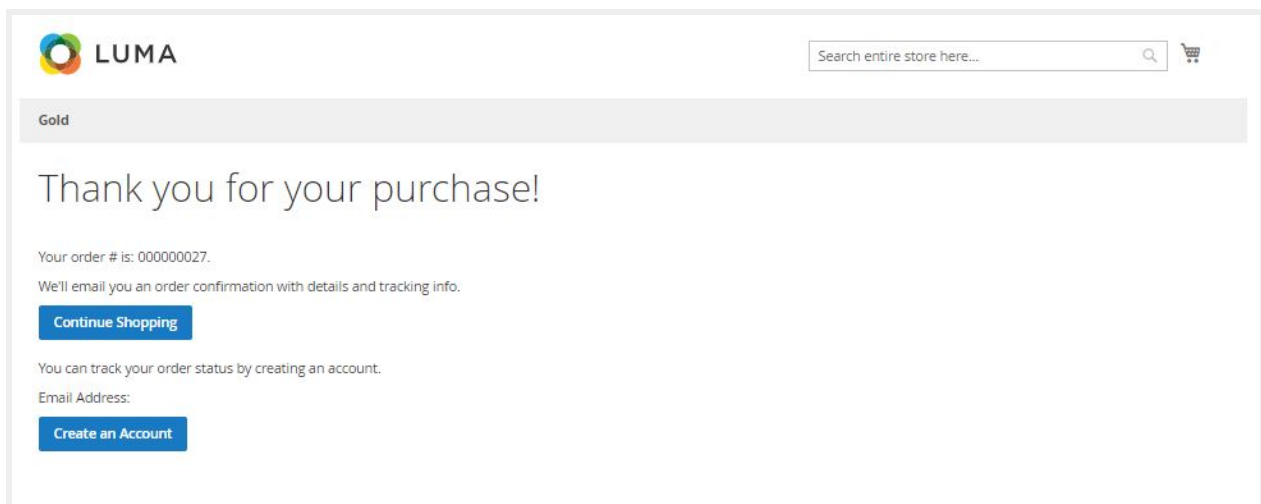 LUMA
Search entire store here...
Gold
Thank you for your purchase!
Your order # is: 000000027.
We'll email you an order confirmation with details and tracking info.
Continue Shopping
You can track your order status by creating an account.
Email Address:
Create an Account